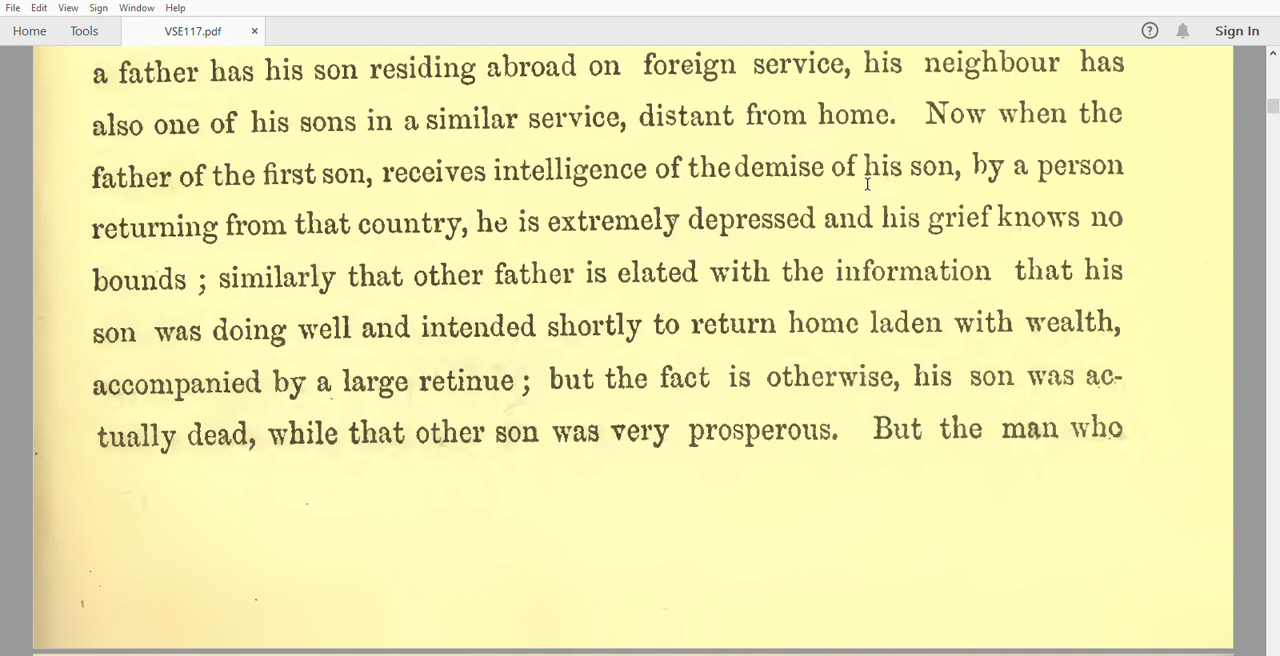 File Edit View Sign Window Help
Home Tools VSE117.pdf × ? Sign In
a father has his son residing abroad on foreign service, his neighbour has
also one of his sons in a similar service, distant from home. Now when the
father of the first son, receives intelligence of the demise of his son, by a person
returning from that country, he is extremely depressed and his grief knows no
bounds ; similarly that other father is elated with the information that his
son was doing well and intended shortly to return home laden with wealth,
accompanied by a large retinue ; but the fact is otherwise, his son was ac-
tually dead, while that other son was very prosperous. But the man who